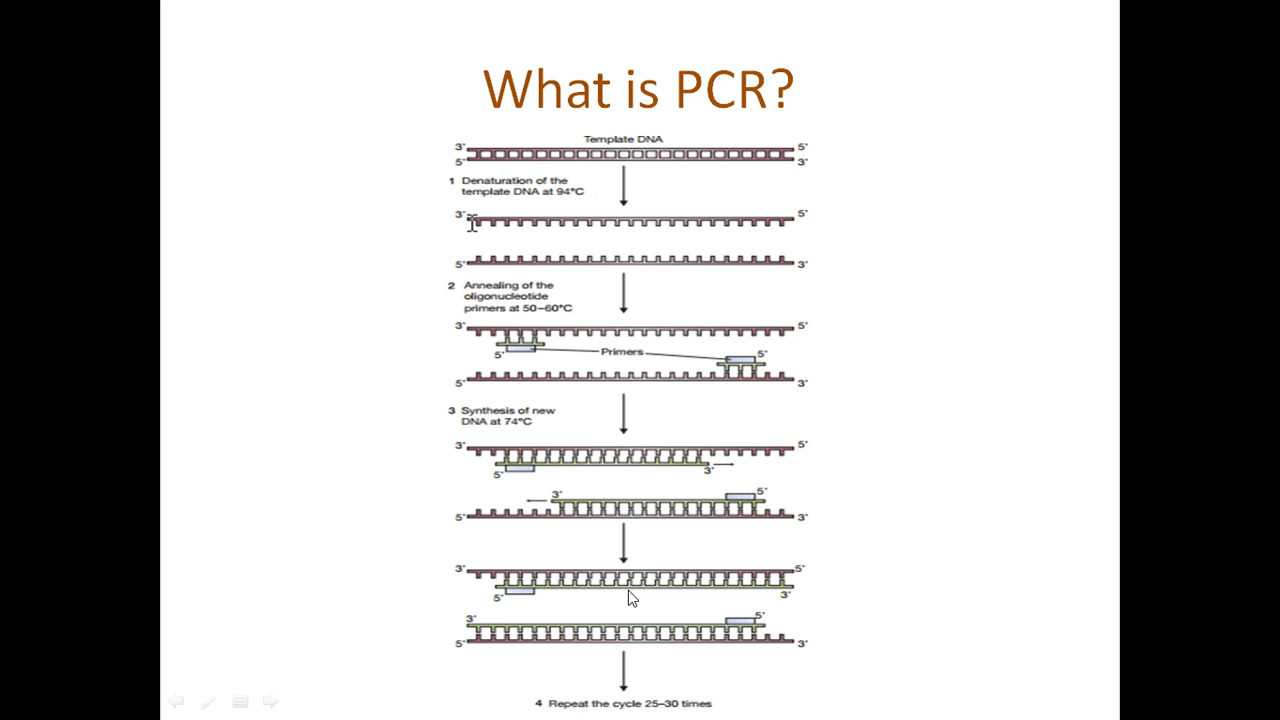 What is PCR?
Template DNA
3' 5'
5' 3'
1 Denaturation of the
template DNA at 94°C
3' 5'
5' 3'
2 Annealing of the
oligonucleotide
primers at 50–60°C
3' 5'
5' Primers 5'
5' 3'
3 Synthesis of new
DNA at 74°C
3' 5'
5' 3'
3' 5'
5' 3'
3' 5'
5' 3'
3' 5'
5' 3'
4 Repeat the cycle 25–30 times